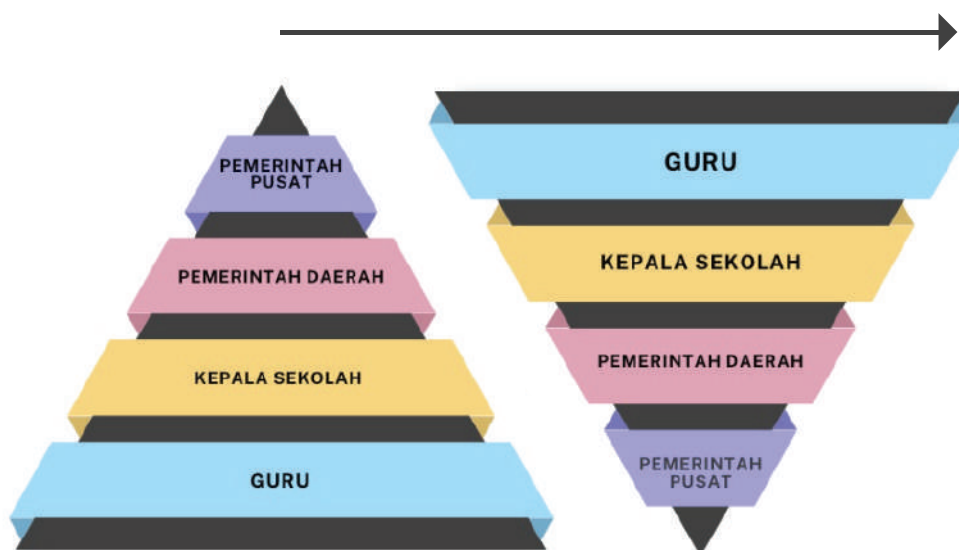 PEMERINTAH
PUSAT
PEMERINTAH DAERAH
KEPALA SEKOLAH
GURU
GURU
KEPALA SEKOLAH
PEMERINTAH DAERAH
PEMERINTAH
PUSAT